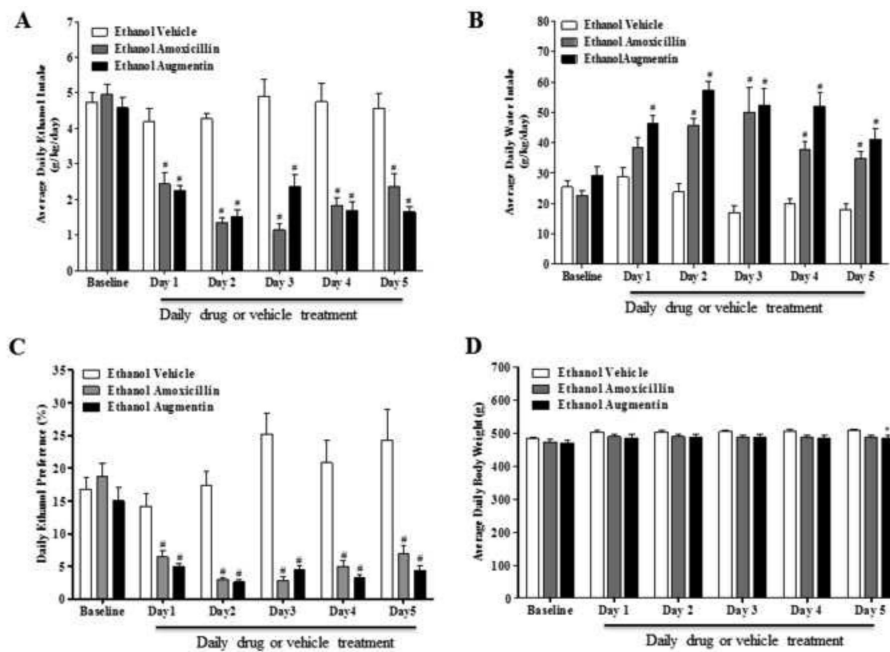 A
Ethanol Vehicle
Ethanol Amoxicillin
Ethanol Augmentin
Average Daily Ethanol Intake
(g/kg/day)
7
6
5
4
3
2
1
0
# # # # # # # # # #
Baseline Day 1 Day 2 Day 3 Day 4 Day 5
Daily drug or vehicle treatment
B
Ethanol Vehicle
Ethanol Amoxicillin
EthanolAugmentin
Average Daily Water Intake
(g/kg/day)
80
70
60
50
40
30
20
10
0
# # # # # # # # #
Baseline Day 1 Day 2 Day 3 Day 4 Day 5
Daily drug or vehicle treatment
C
Ethanol Vehicle
Ethanol Amoxicillin
Ethanol Augmentin
Daily Ethanol Preference (%)
35
30
25
20
15
10
5
0
# # # # # # # # # #
Baseline Day1 Day2 Day3 Day4 Day5
Daily drug or vehicle treatment
D
Ethanol Vehicle
Ethanol Amoxicillin
Ethanol Augmentin
Average Daily Body Weight (g)
700
600
500
400
300
200
100
0
*
Baseline Day 1 Day 2 Day 3 Day 4 Day 5
Daily drug or vehicle treatment